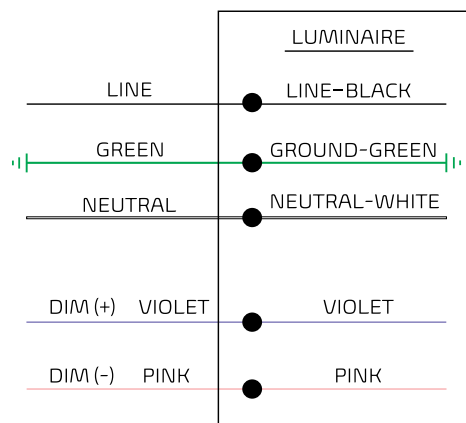 LUMINAIRE
LINE LINE-BLACK
GREEN GROUND-GREEN
NEUTRAL NEUTRAL-WHITE
DIM (+) VIOLET VIOLET
DIM (-) PINK PINK